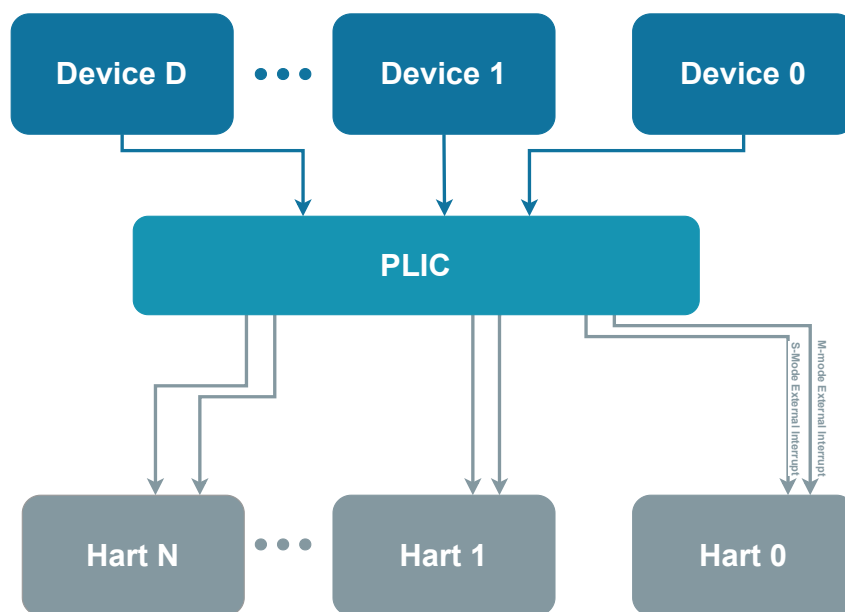 Device D
Device 1
Device 0
PLIC
S-Mode External Interrupt
M-mode External Interrupt
Hart N
Hart 1
Hart 0